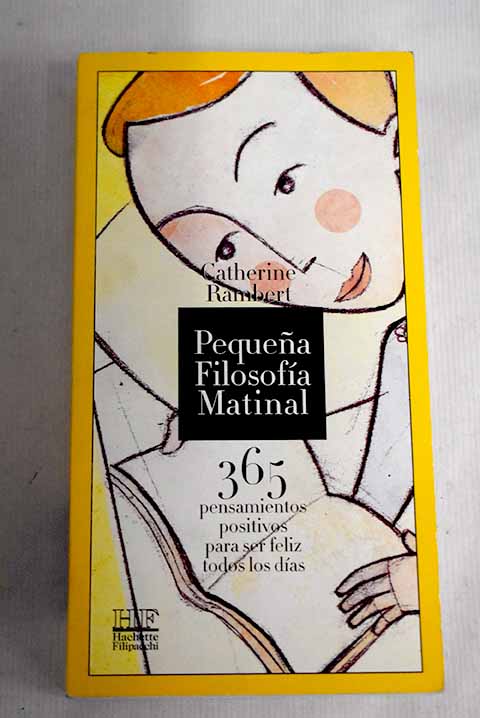 Catherine
Rambert
Pequeña
Filosofía
Matinal
365
pensamientos
positivos
para ser feliz
todos los días
HF
Hachette
Filipacchi